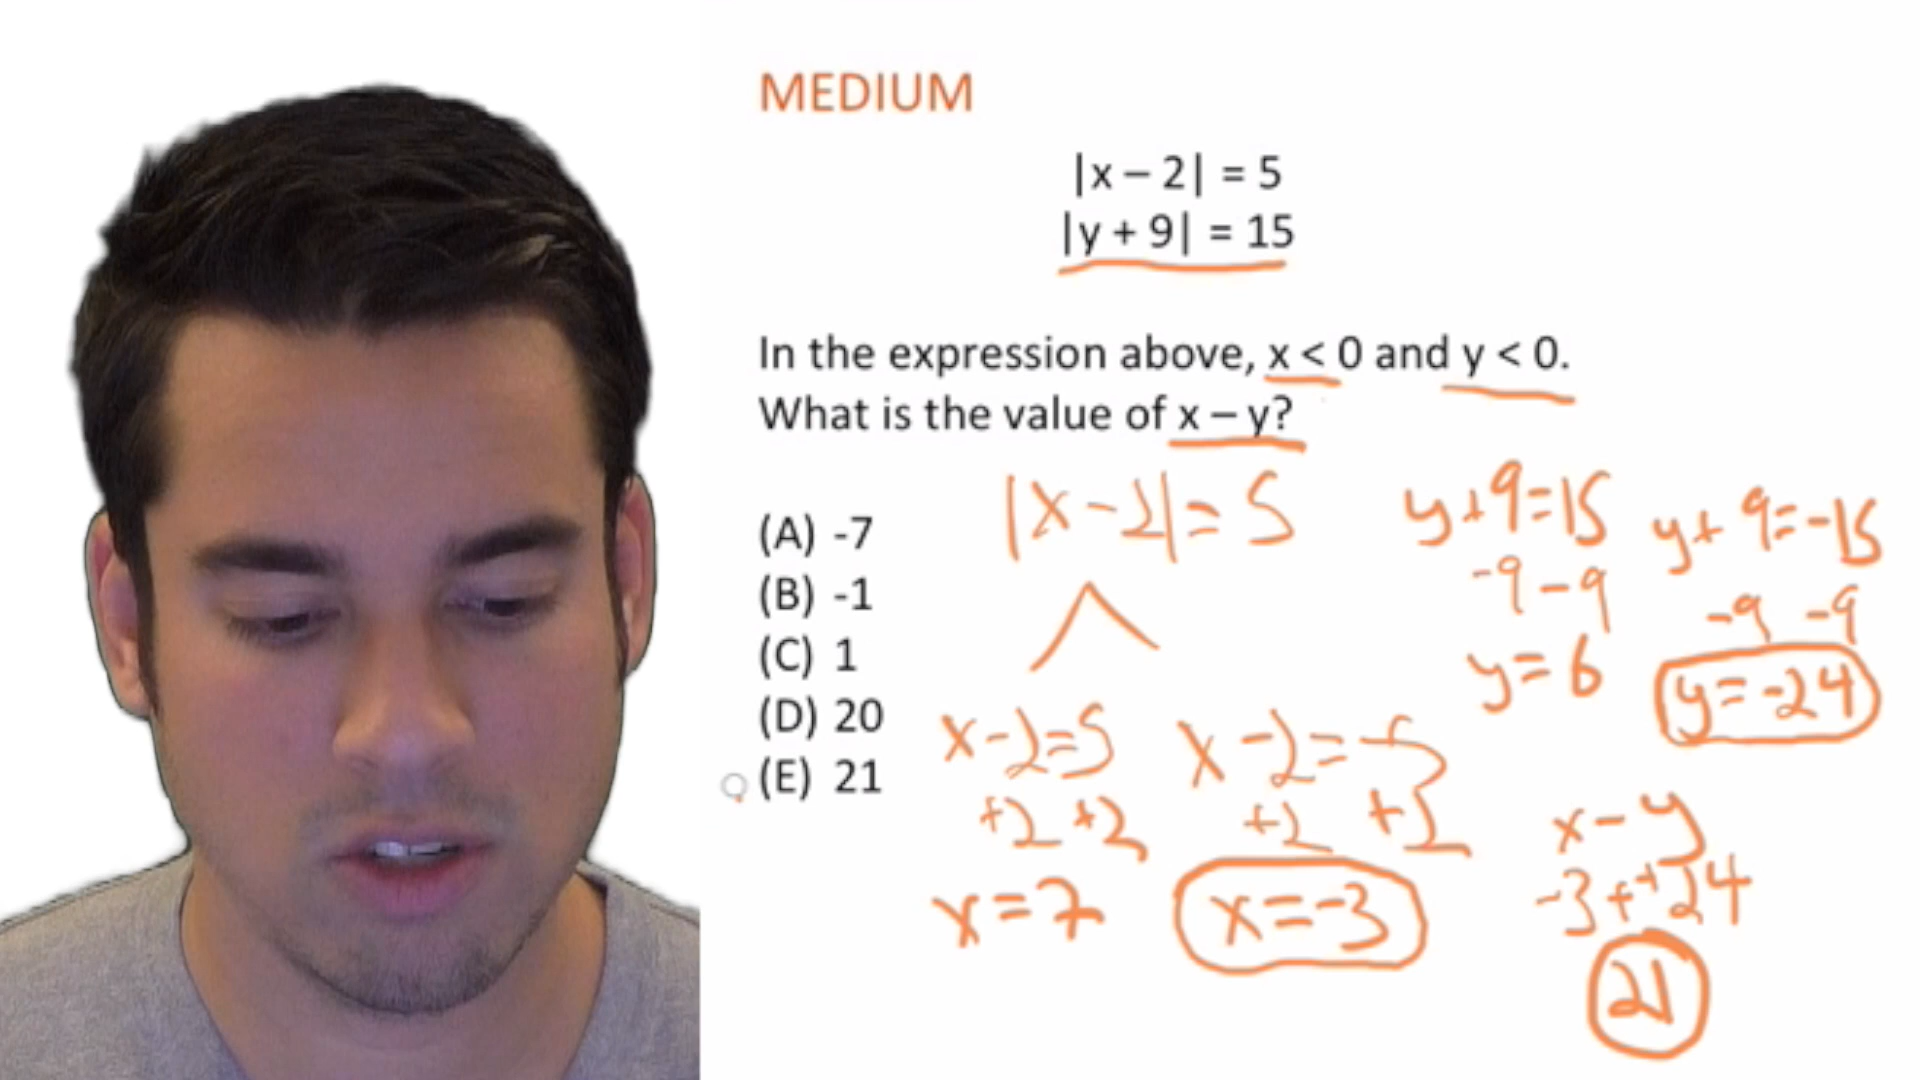 MEDIUM
|x – 2| = 5
|y + 9| = 15
In the expression above, x < 0 and y < 0.
What is the value of x – y?
(A) -7
(B) -1
(C) 1
(D) 20
(E) 21
|x-2|=5
x-2=5
+2 +2
x=7
x-2=-5
+2 +2
x=-3
y+9=15
-9 -9
y=6
y+9=-15
-9 -9
y=-24
x-y
-3++24
21